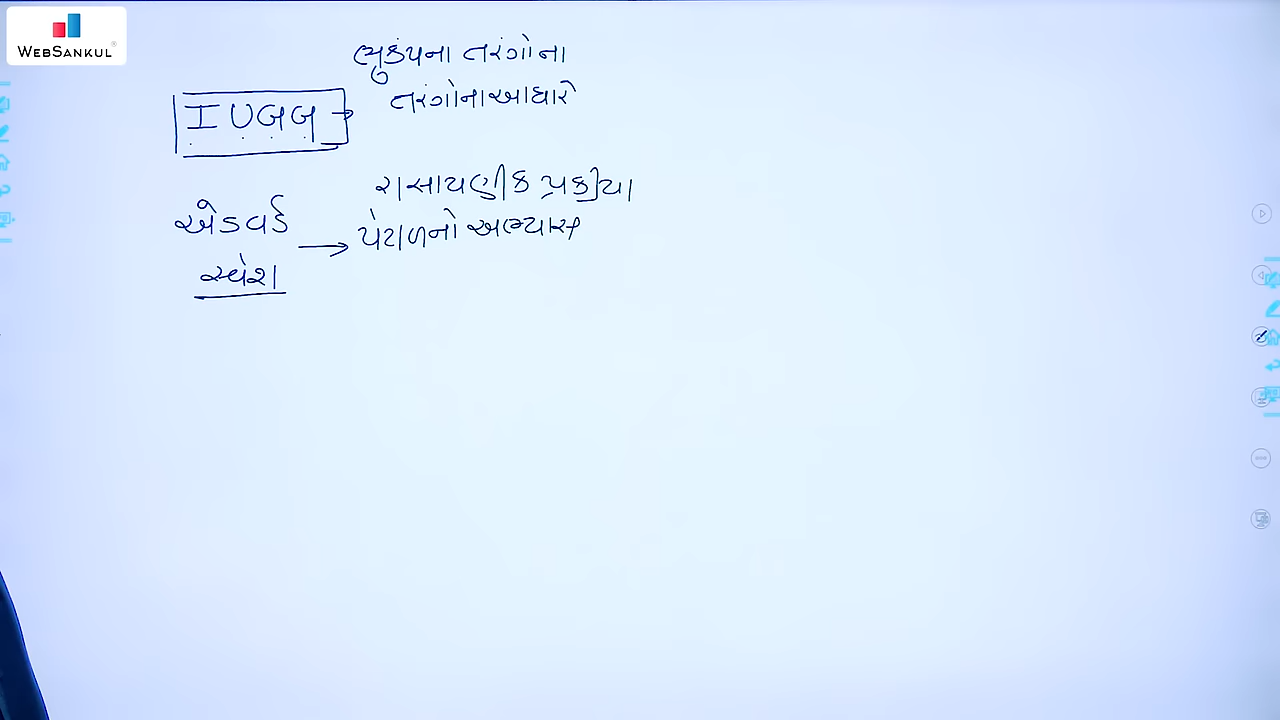 WEBSANKUL
ભુકંપના તરંગોના
તરંગોના આધારે
IUGG
રાસાયણીક પ્રક્રીયા
એડવર્ડ
પેટાળનો અભ્યાસ
સ્વેશ